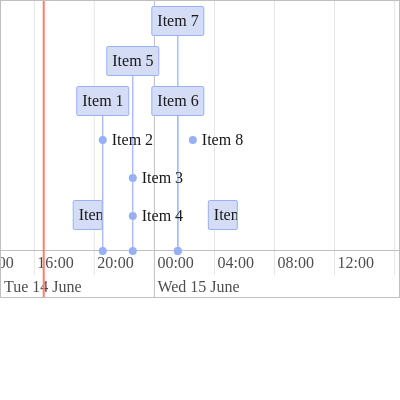 Item 7
Item 5
Item 1
Item 6
Item 2
Item 8
Item 3
Item 4
16:00
20:00
00:00
04:00
08:00
12:00
Tue 14 June
Wed 15 June